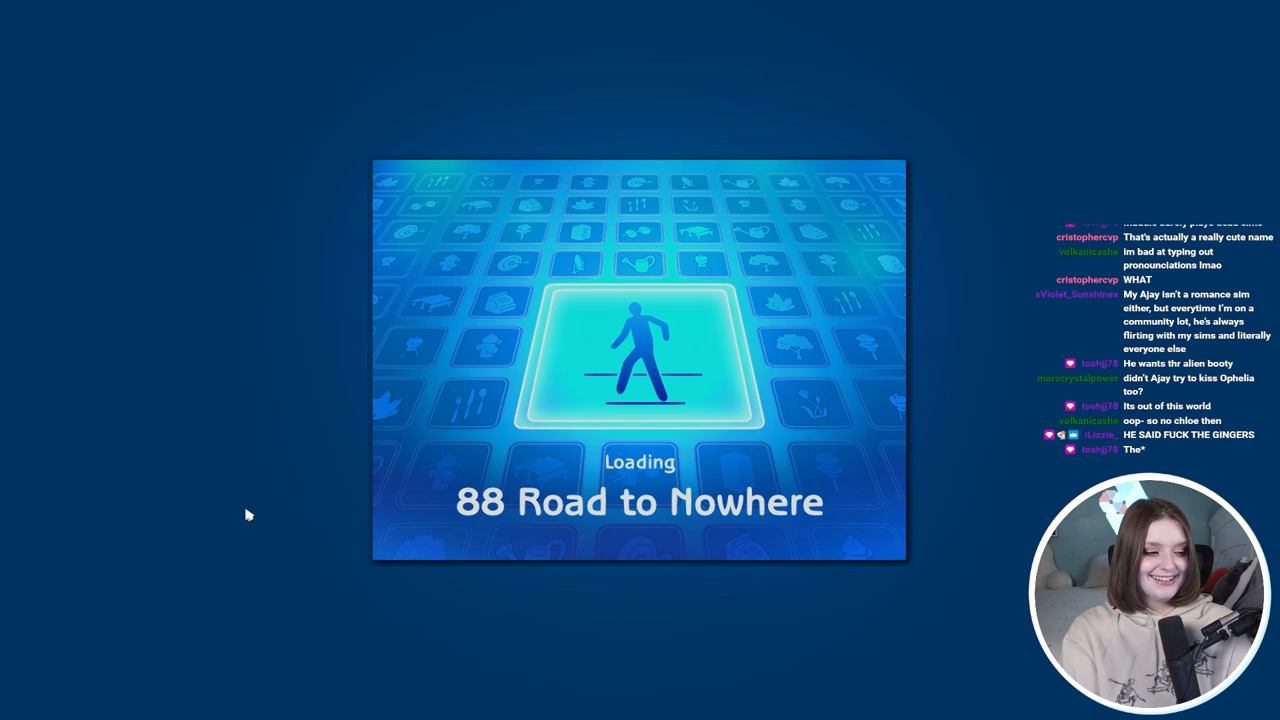 cristophercvp That's actually a really cute name
volkanicashe Im bad at typing out
pronounciations lmao
cristophercvp WHAT
xViolet_Sunshinex My Ajay isn't a romance sim
either, but everytime I'm on a
community lot, he's always
flirting with my sims and literally
everyone else
toshjj78 He wants thr alien booty
marscrystalpower didn't Ajay try to kiss Ophelia
too?
toshjj78 Its out of this world
volkanicashe oop- so no chloe then
iLizzie_ HE SAID FUCK THE GINGERS
toshjj78 The*
Loading
88 Road to Nowhere